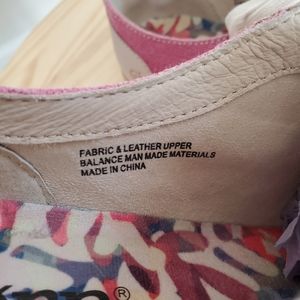 FABRIC & LEATHER UPPER
BALANCE MAN MADE MATERIALS
MADE IN CHINA